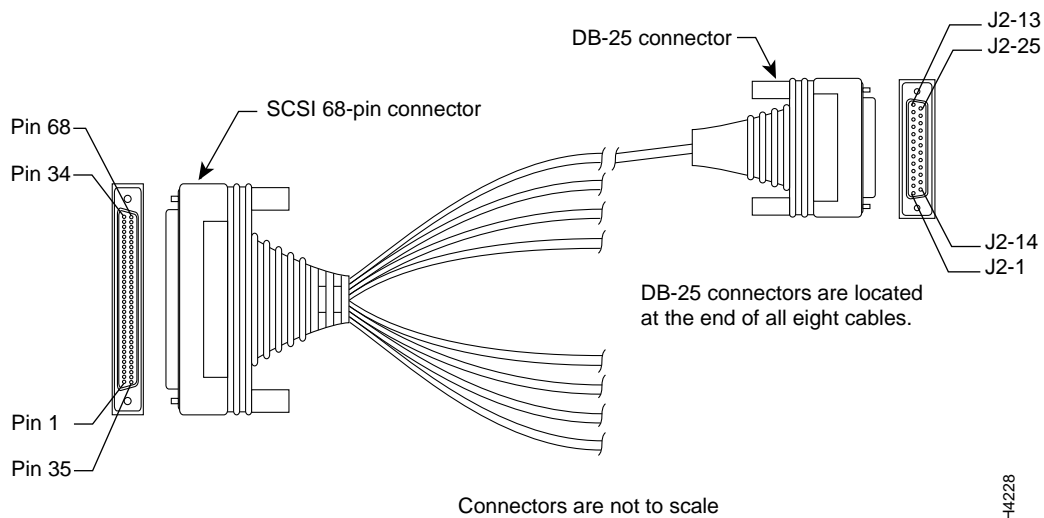 J2-13
DB-25 connector
J2-25
SCSI 68-pin connector
Pin 68
Pin 34
J2-14
J2-1
DB-25 connectors are located
at the end of all eight cables.
Pin 1
Pin 35
Connectors are not to scale
H4228